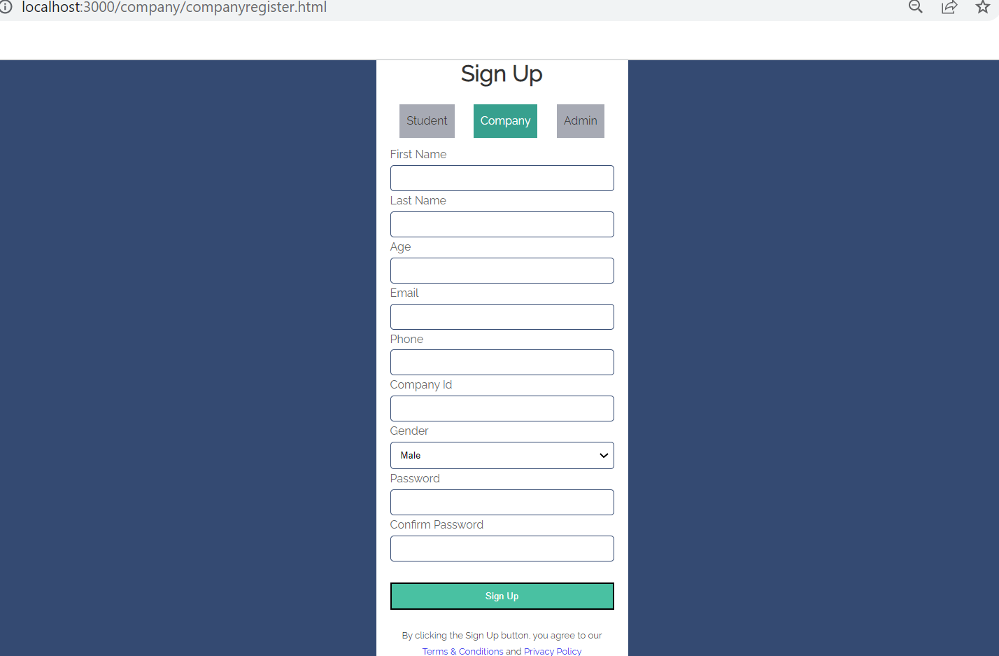 localhost:3000/company/companyregister.html
Sign Up
Student Company Admin
First Name
Last Name
Age
Email
Phone
Company Id
Gender
Male
Password
Confirm Password
Sign Up
By clicking the Sign Up button, you agree to our
Terms & Conditions and Privacy Policy